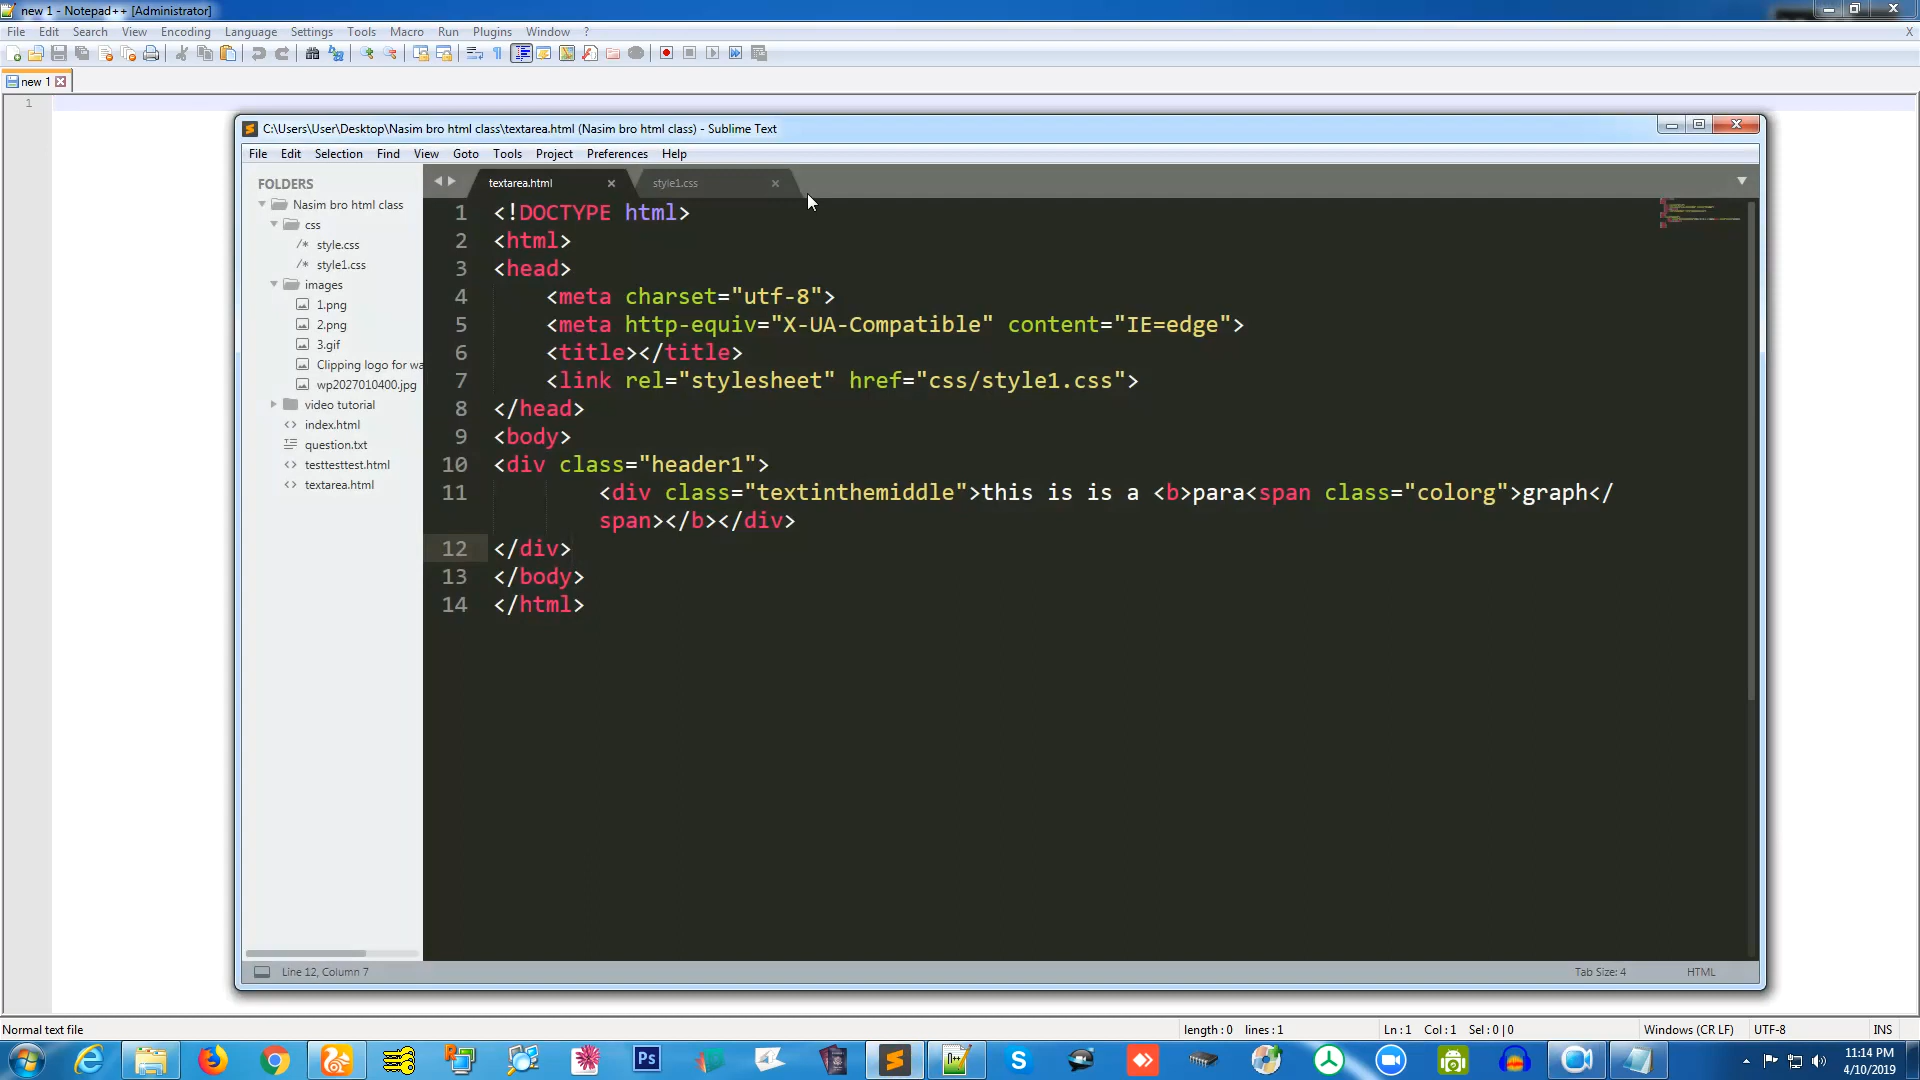 new 1 - Notepad++ [Administrator]
File Edit Search View Encoding Language Settings Tools Macro Run Plugins Window ? X
new 1
1
C:\Users\User\Desktop\Nasim bro html class\textarea.html (Nasim bro html class) - Sublime Text
File Edit Selection Find View Goto Tools Project Preferences Help
FOLDERS
Nasim bro html class
css
/* style.css
/* style1.css
images
1.png
2.png
3.gif
Clipping logo for wa
wp2027010400.jpg
video tutorial
<> index.html
question.txt
<> testtesttest.html
<> textarea.html
textarea.html × style1.css ×
1 <!DOCTYPE html>
2 <html>
3 <head>
4 <meta charset="utf-8">
5 <meta http-equiv="X-UA-Compatible" content="IE=edge">
6 <title></title>
7 <link rel="stylesheet" href="css/style1.css">
8 </head>
9 <body>
10 <div class="header1">
11 <div class="textinthemiddle">this is is a <b>para<span class="colorg">graph</
span></b></div>
12 </div>
13 </body>
14 </html>
Line 12, Column 7 Tab Size: 4 HTML
Normal text file length : 0 lines : 1 Ln : 1 Col : 1 Sel : 0 | 0 Windows (CR LF) UTF-8 INS
Ps
S
11:14 PM
4/10/2019